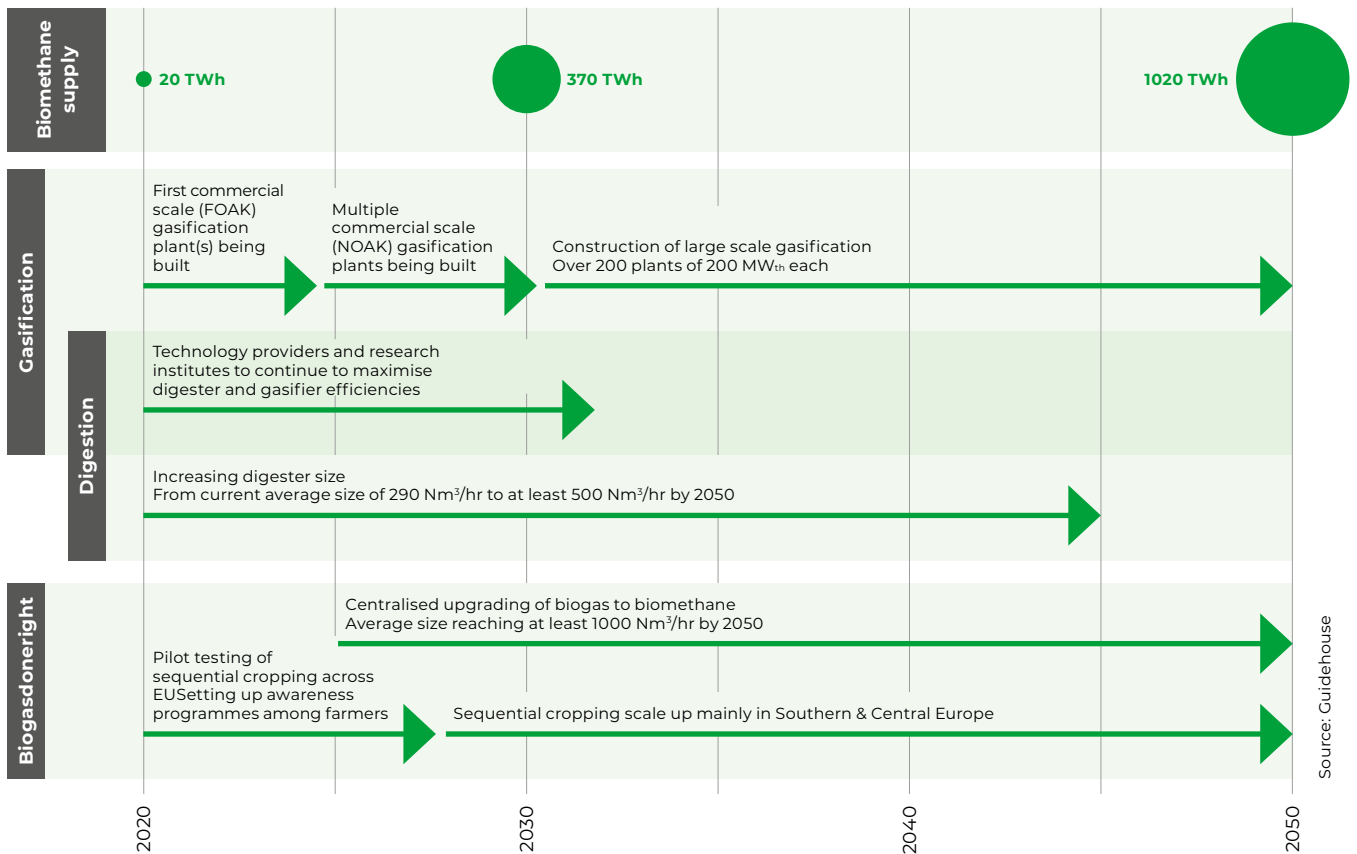 Biomethane
supply
20 TWh
370 TWh
1020 TWh
Gasification
First commercial
scale (FOAK)
gasification
plant(s) being
built
Multiple
commercial scale
(NOAK) gasification
plants being built
Construction of large scale gasification
Over 200 plants of 200 MWth each
Digestion
Technology providers and research
institutes to continue to maximise
digester and gasifier efficiencies
Increasing digester size
From current average size of 290 Nm³/hr to at least 500 Nm³/hr by 2050
Biogasdoneright
Centralised upgrading of biogas to biomethane
Average size reaching at least 1000 Nm³/hr by 2050
Pilot testing of
sequential cropping across
EUSetting up awareness
programmes among farmers
Sequential cropping scale up mainly in Southern & Central Europe
2020
2030
2040
2050
Source: Guidehouse